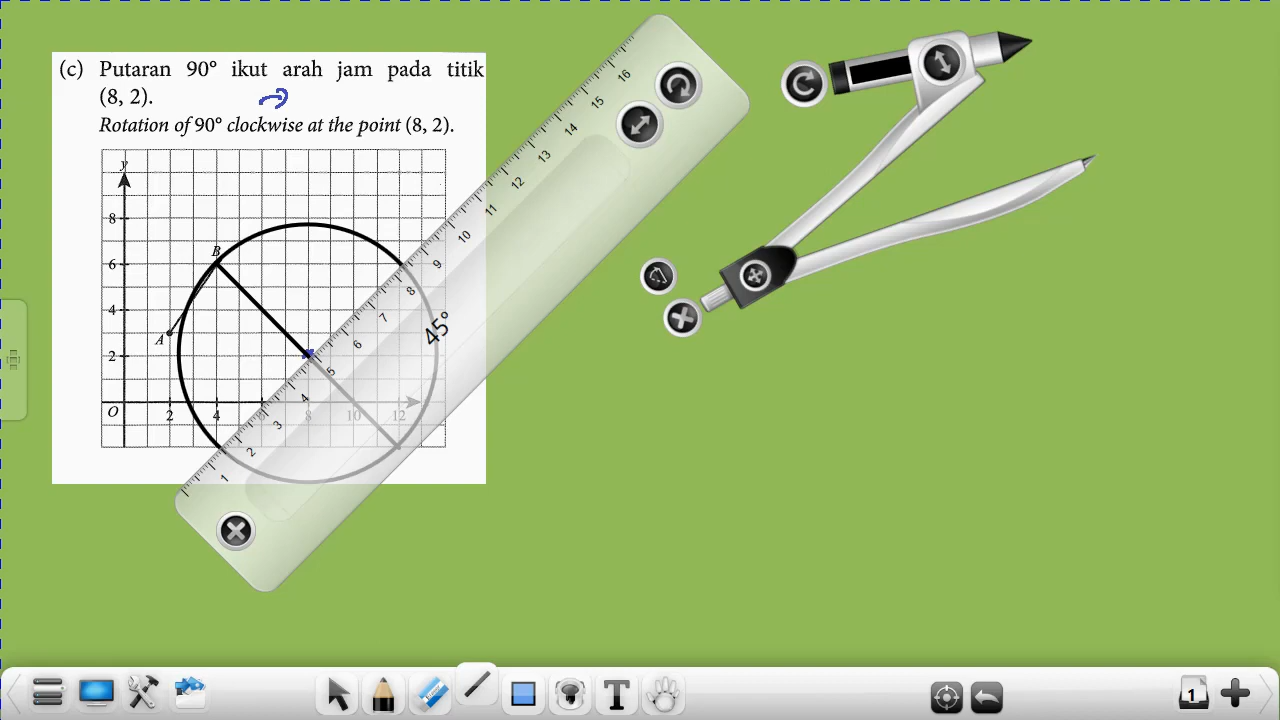 (c) Putaran 90° ikut arah jam pada titik
(8, 2).
Rotation of 90° clockwise at the point (8, 2).
y
8
B
6
4
A
2
O
2 4 6 8 10 12
1 2 3 4 5 6 7 8 9 10 11 12 13 14 15 16
45°
T
1